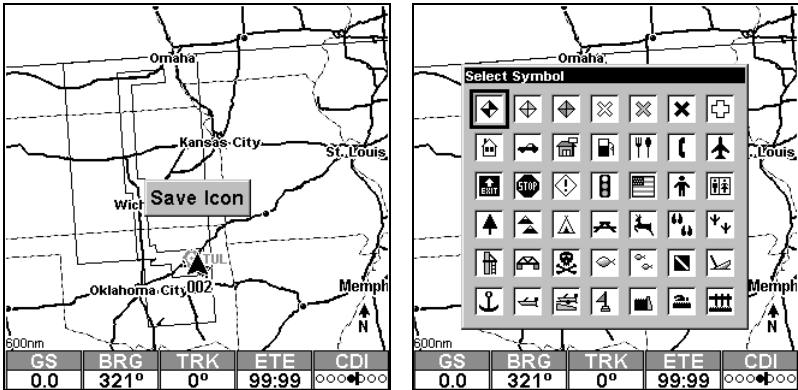 Omaha
Kansas City
St. Louis
Save Icon
Wich
TUL
Oklahoma City
002
Memph
N
600nm
GS BRG TRK ETE CDI
0.0 321° 0° 99:99
Omaha
Select Symbol
Louis
EXIT STOP
Memph
N
600nm
GS BRG TRK ETE CDI
0.0 321° 0° 99:99